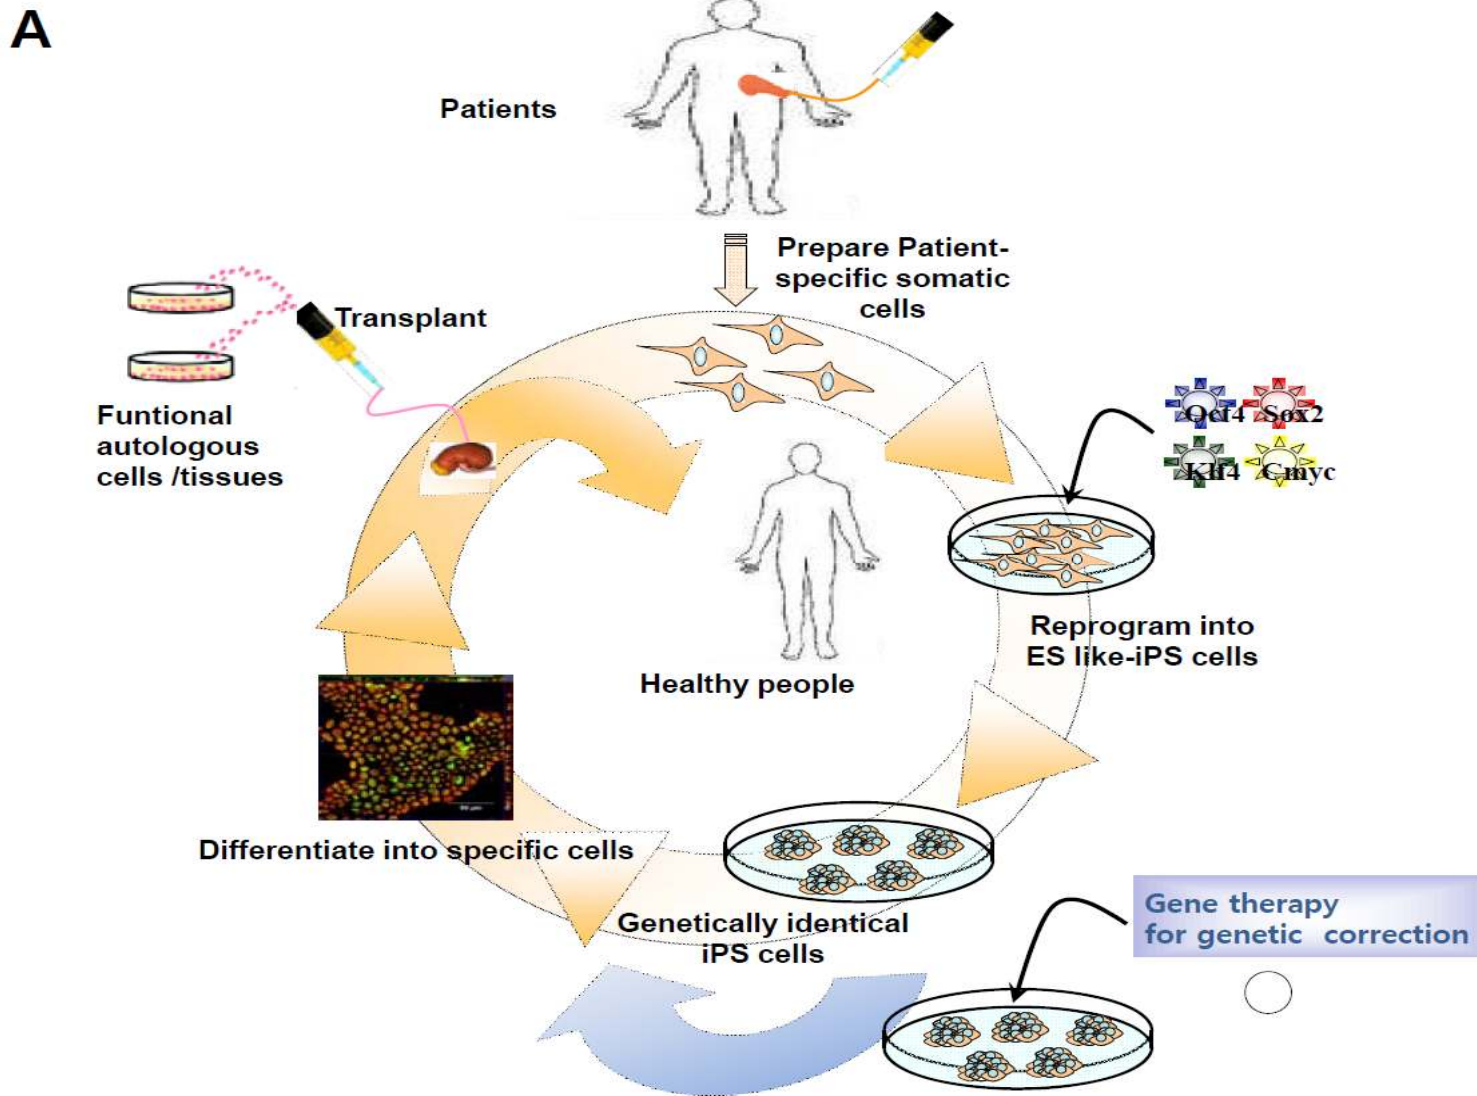 A
Patients
Prepare Patient-
specific somatic
cells
Transplant
Funtional
autologous
cells /tissues
Oct4 Sox2
Klf4 Cmyc
Reprogram into
ES like-iPS cells
Healthy people
Differentiate into specific cells
Genetically identical
iPS cells
Gene therapy
for genetic correction